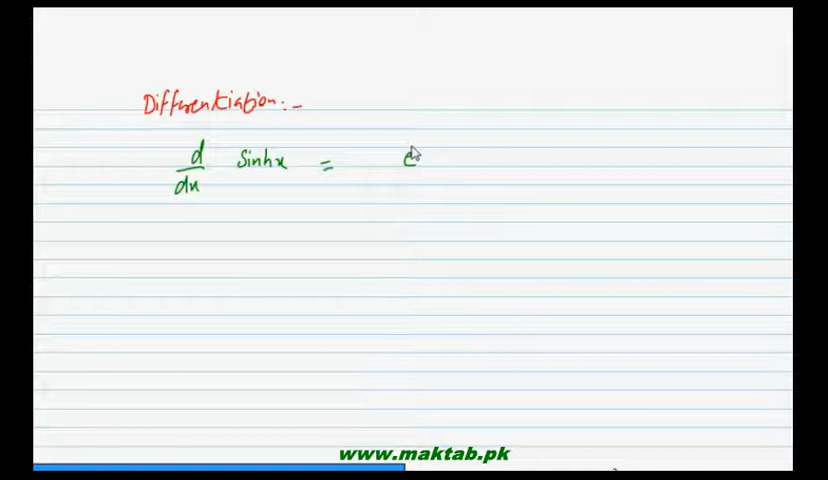 Differentiation:-
d/dx Sinhx = e
www.maktab.pk